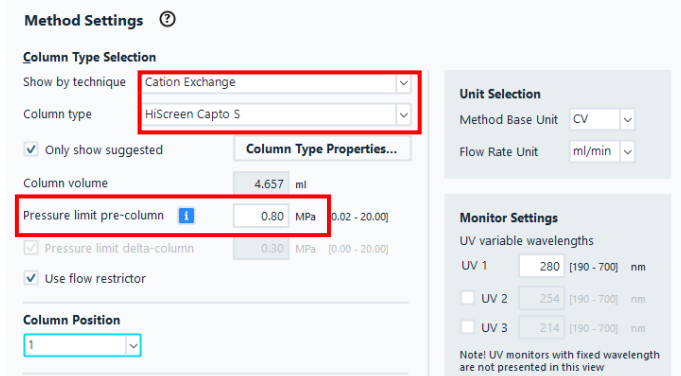 Method Settings ?
Column Type Selection
Show by technique Cation Exchange
Column type HiScreen Capto S
Only show suggested Column Type Properties...
Column volume 4.657 ml
Pressure limit pre-column i 0.80 MPa [0.02 - 20.00]
Pressure limit delta-column 0.30 MPa [0.00 - 20.00]
Use flow restrictor
Column Position
1
Unit Selection
Method Base Unit CV
Flow Rate Unit ml/min
Monitor Settings
UV variable wavelengths
UV 1 280 [190 - 700] nm
UV 2 254 [190 - 700] nm
UV 3 214 [190 - 700] nm
Note! UV monitors with fixed wavelength
are not presented in this view